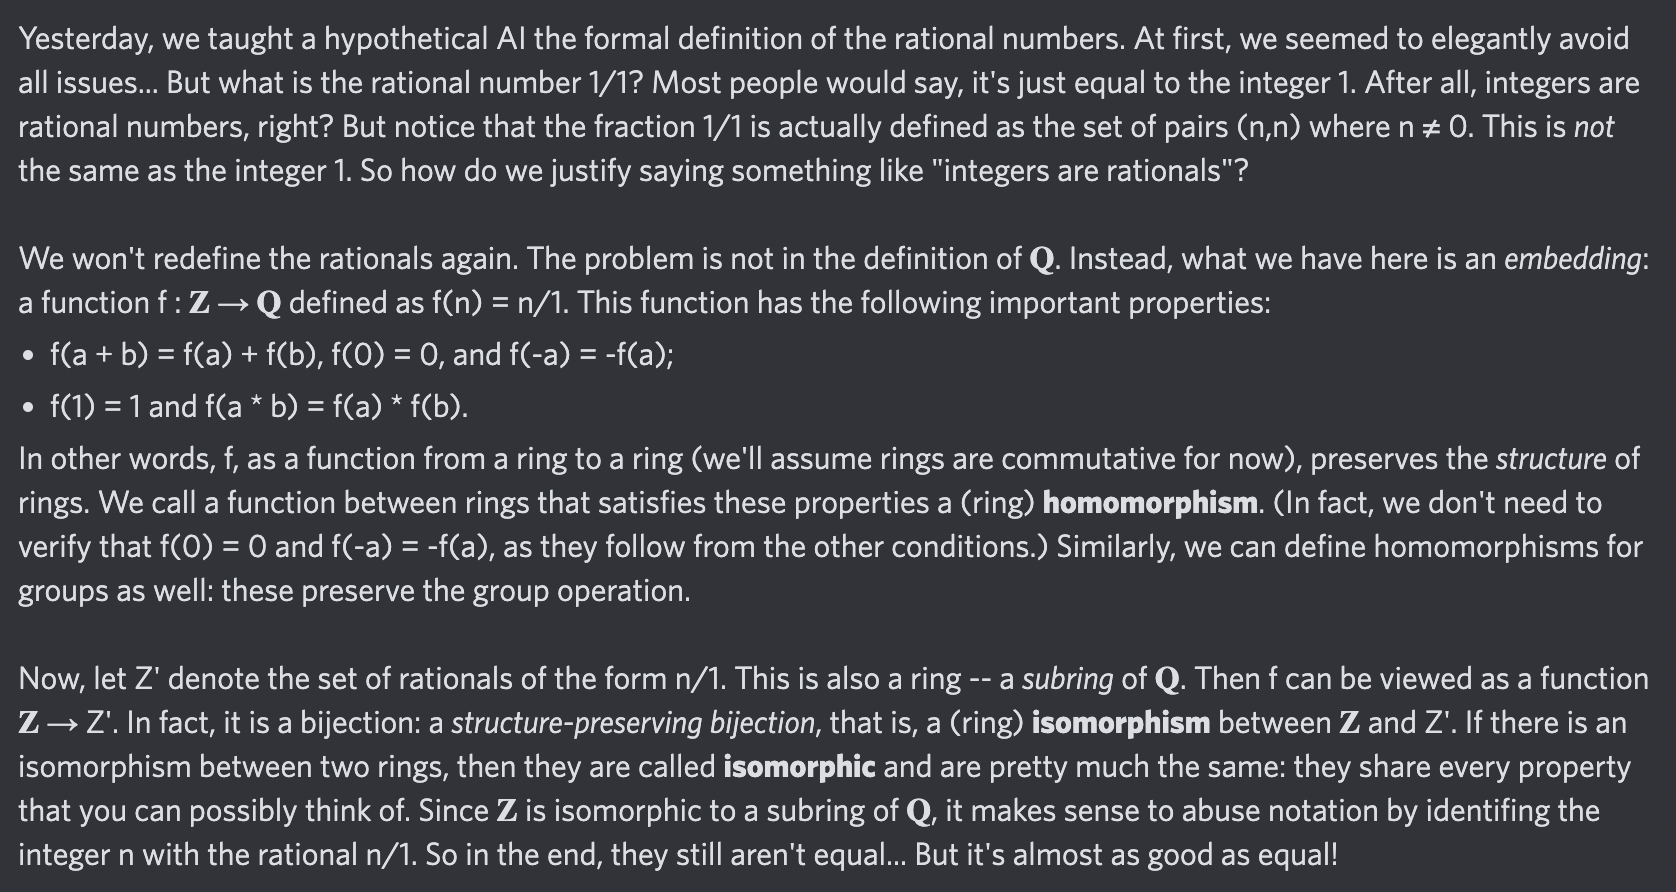 Yesterday, we taught a hypothetical AI the formal definition of the rational numbers. At first, we seemed to elegantly avoid
all issues... But what is the rational number 1/1? Most people would say, it's just equal to the integer 1. After all, integers are
rational numbers, right? But notice that the fraction 1/1 is actually defined as the set of pairs (n,n) where n ≠ 0. This is not
the same as the integer 1. So how do we justify saying something like "integers are rationals"?
We won't redefine the rationals again. The problem is not in the definition of Q. Instead, what we have here is an embedding:
a function f : Z → Q defined as f(n) = n/1. This function has the following important properties:
• f(a + b) = f(a) + f(b), f(0) = 0, and f(-a) = -f(a);
• f(1) = 1 and f(a * b) = f(a) * f(b).
In other words, f, as a function from a ring to a ring (we'll assume rings are commutative for now), preserves the structure of
rings. We call a function between rings that satisfies these properties a (ring) homomorphism. (In fact, we don't need to
verify that f(0) = 0 and f(-a) = -f(a), as they follow from the other conditions.) Similarly, we can define homomorphisms for
groups as well: these preserve the group operation.
Now, let Z' denote the set of rationals of the form n/1. This is also a ring -- a subring of Q. Then f can be viewed as a function
Z → Z'. In fact, it is a bijection: a structure-preserving bijection, that is, a (ring) isomorphism between Z and Z'. If there is an
isomorphism between two rings, then they are called isomorphic and are pretty much the same: they share every property
that you can possibly think of. Since Z is isomorphic to a subring of Q, it makes sense to abuse notation by identifing the
integer n with the rational n/1. So in the end, they still aren't equal... But it's almost as good as equal!